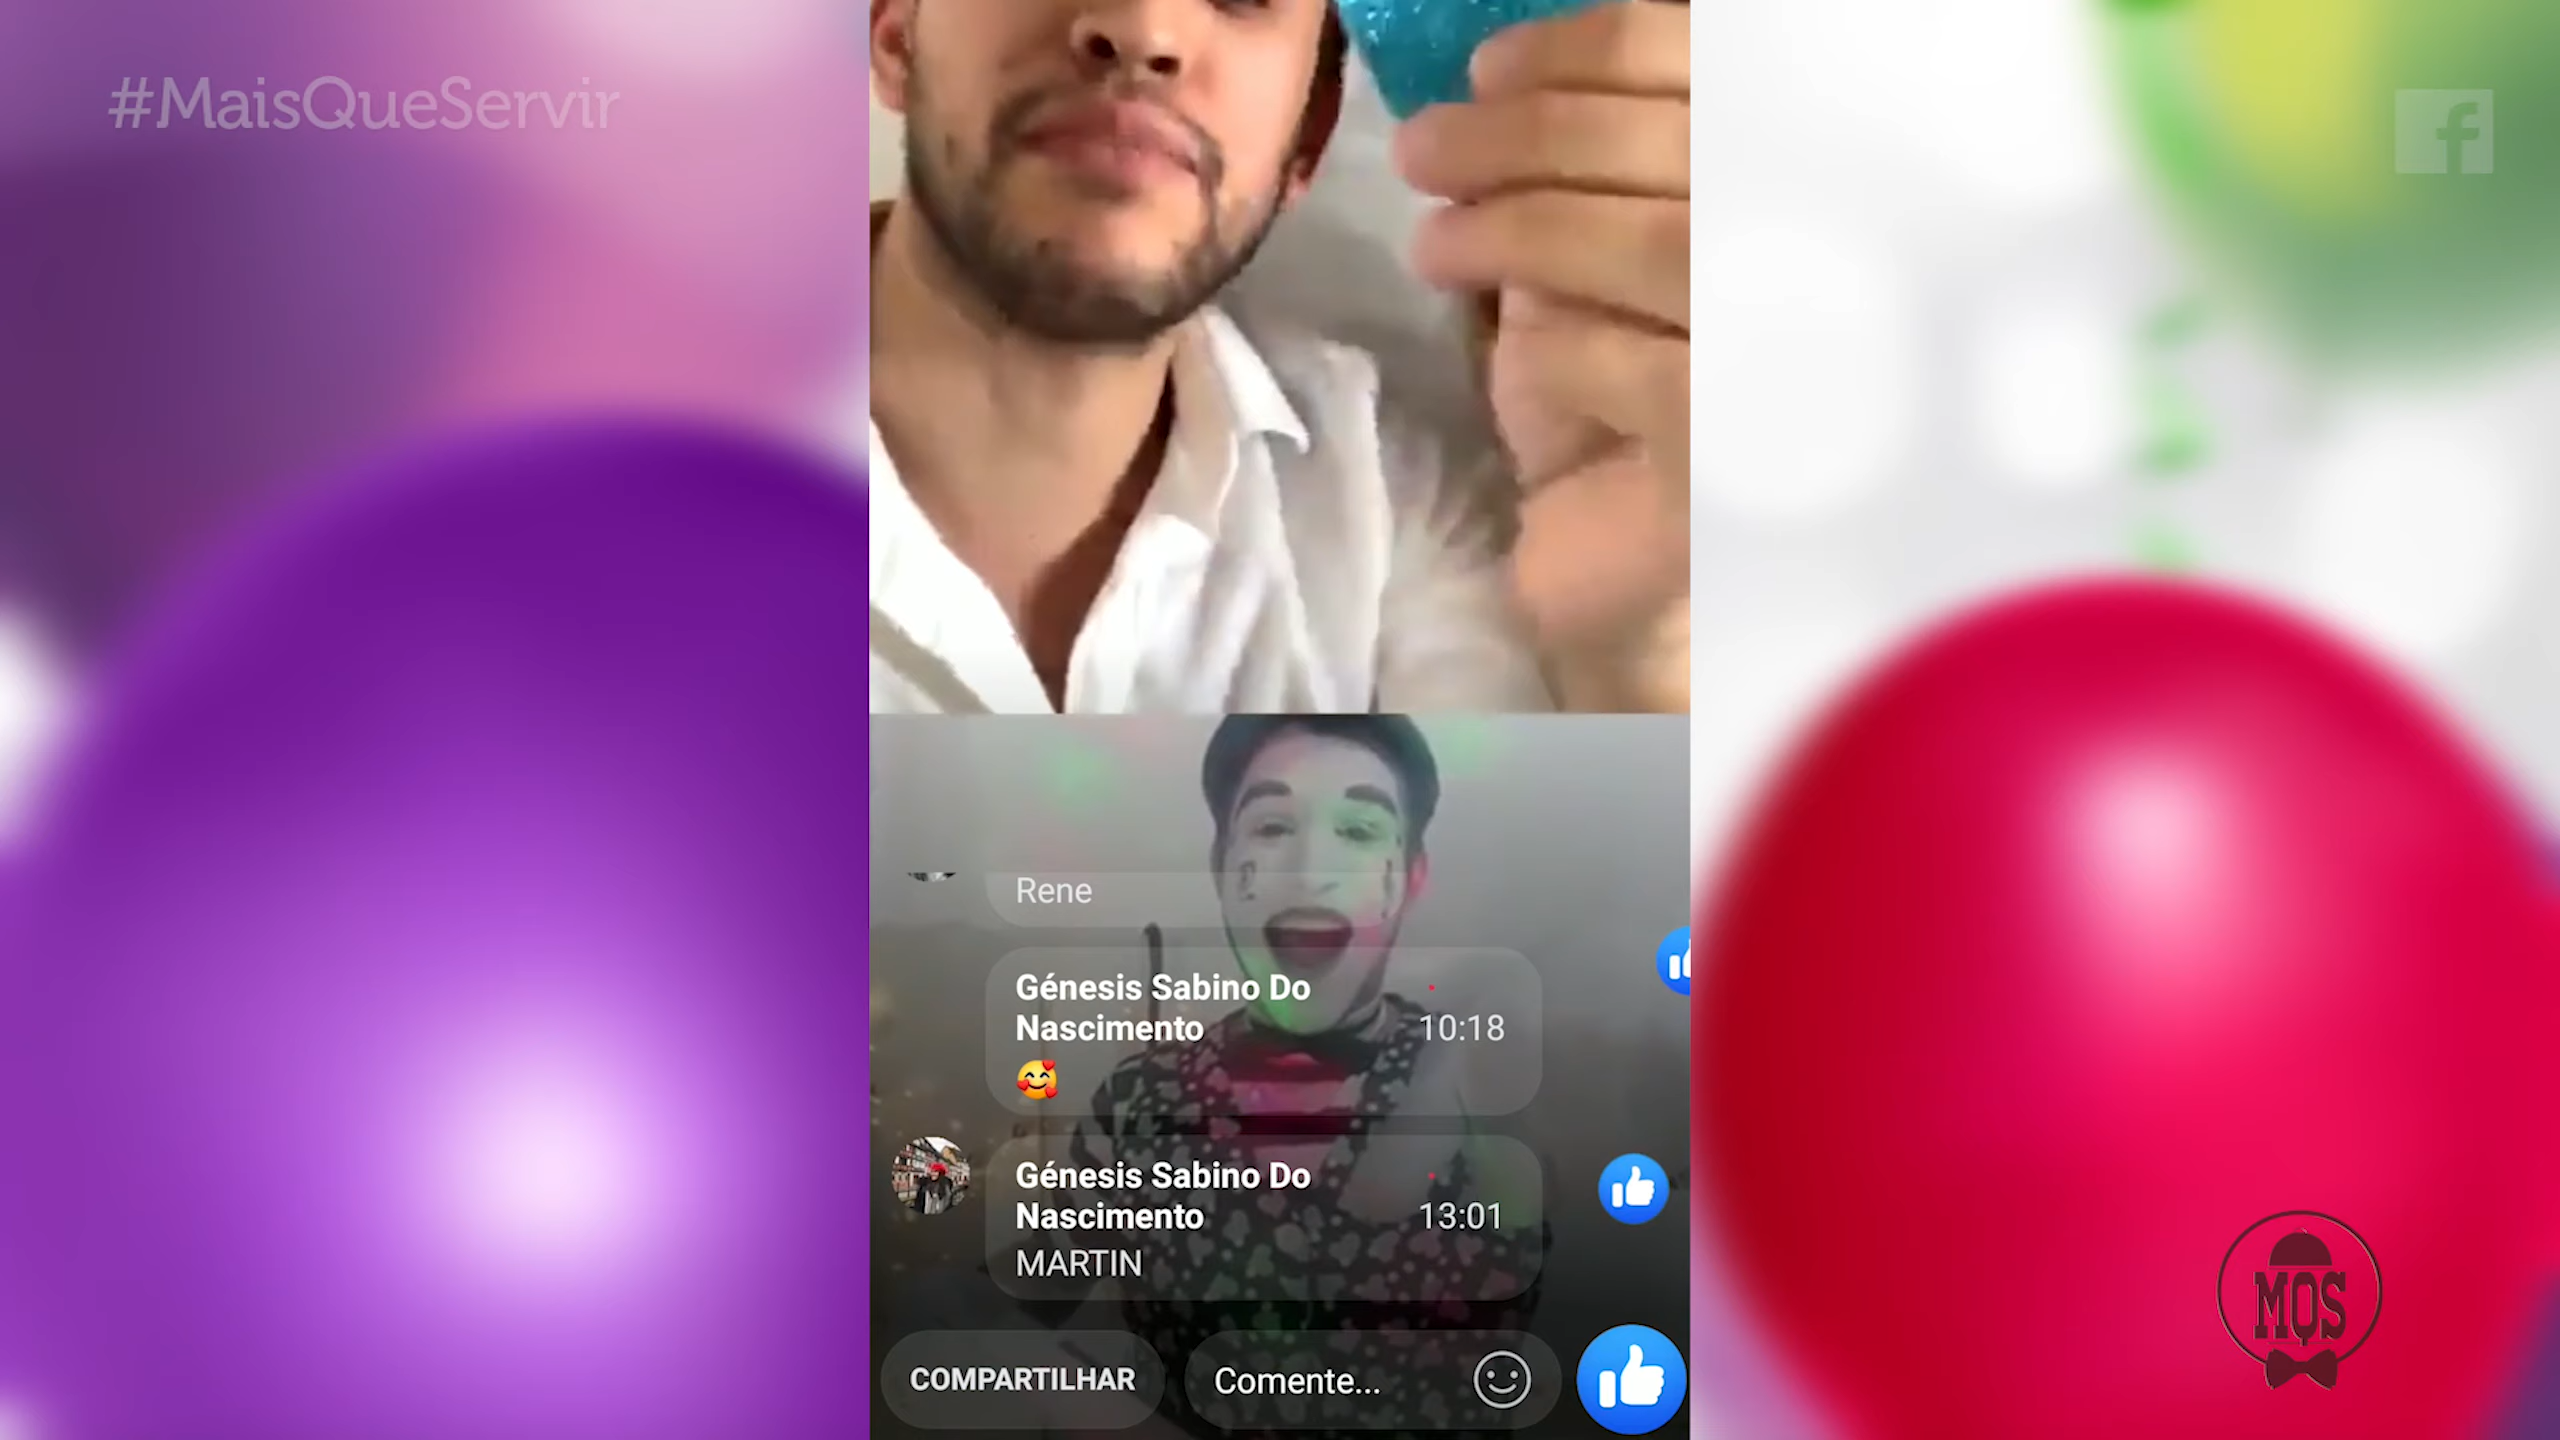 #MaisQueServir
Rene
Génesis Sabino Do
Nascimento 10:18
Génesis Sabino Do
Nascimento 13:01
MARTIN
COMPARTILHAR Comente...
MQS